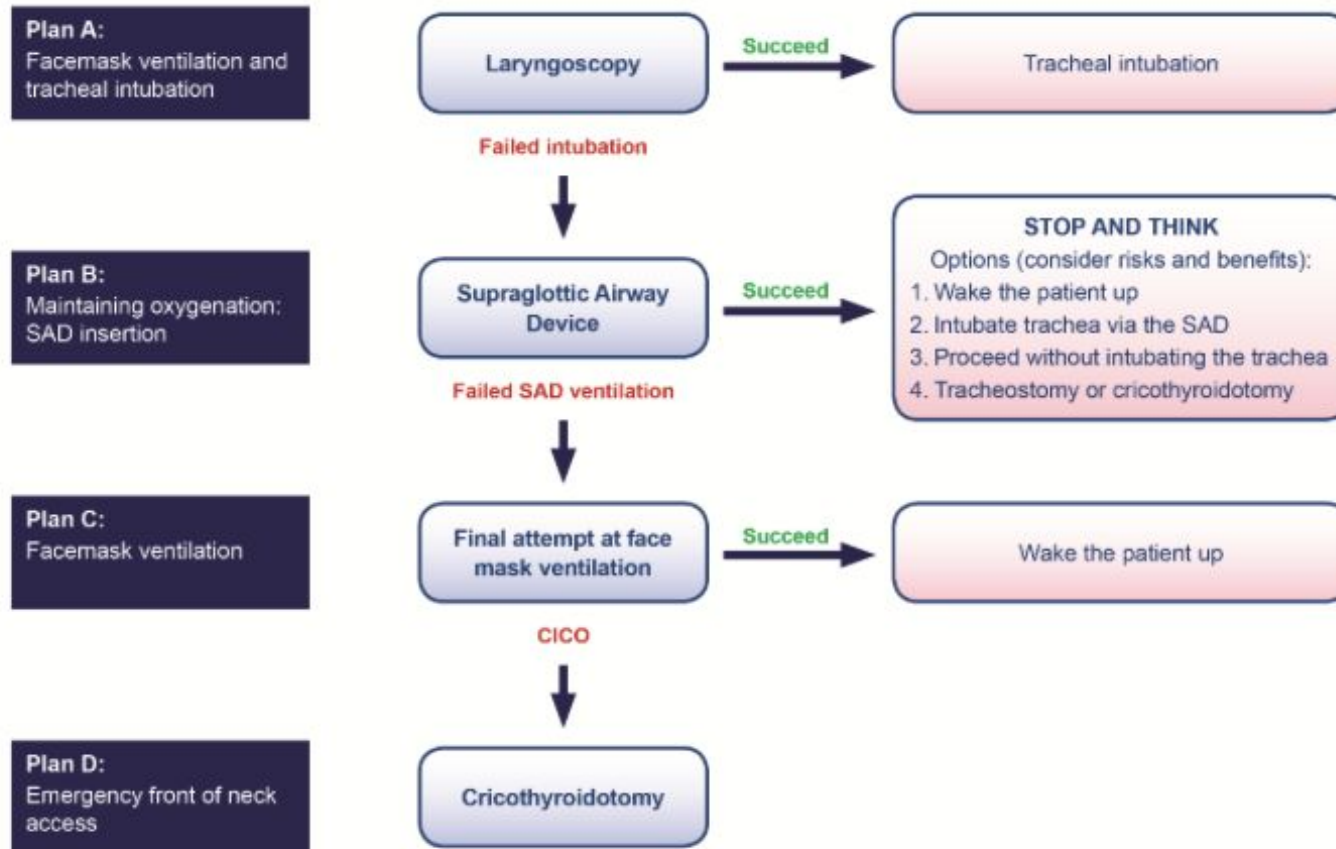 Plan A:
Facemask ventilation and
tracheal intubation
Laryngoscopy
Succeed
Tracheal intubation
Failed intubation
Plan B:
Maintaining oxygenation:
SAD insertion
Supraglottic Airway
Device
Succeed
STOP AND THINK
Options (consider risks and benefits):
1. Wake the patient up
2. Intubate trachea via the SAD
3. Proceed without intubating the trachea
4. Tracheostomy or cricothyroidotomy
Failed SAD ventilation
Plan C:
Facemask ventilation
Final attempt at face
mask ventilation
Succeed
Wake the patient up
CICO
Plan D:
Emergency front of neck
access
Cricothyroidotomy